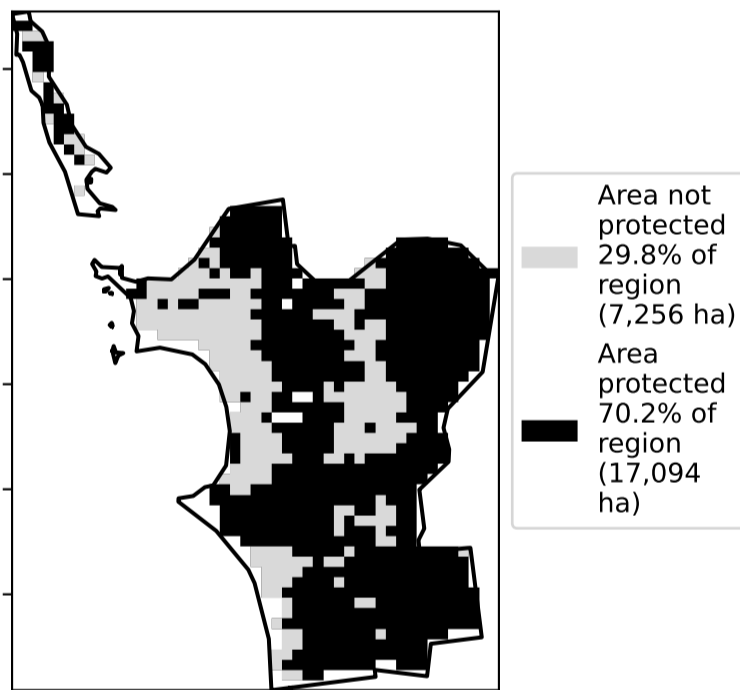 Area not
protected
29.8% of
region
(7,256 ha)
Area
protected
70.2% of
region
(17,094
ha)